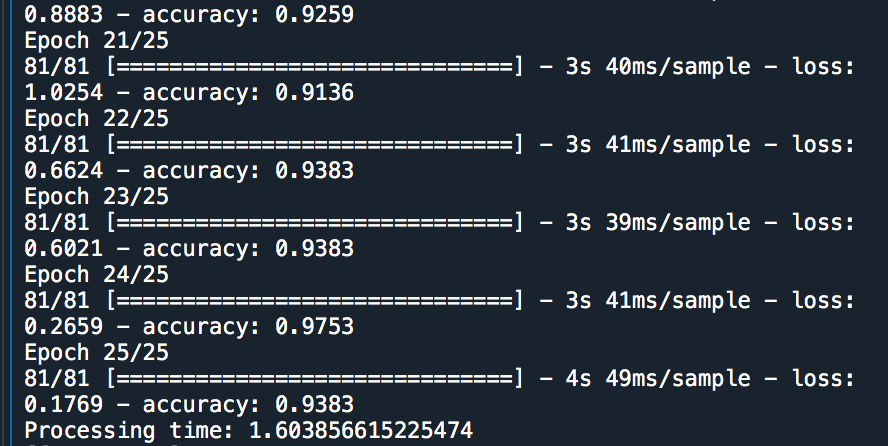 0.8883 - accuracy: 0.9259
Epoch 21/25
81/81 [==============================] - 3s 40ms/sample - loss:
1.0254 - accuracy: 0.9136
Epoch 22/25
81/81 [==============================] - 3s 41ms/sample - loss:
0.6624 - accuracy: 0.9383
Epoch 23/25
81/81 [==============================] - 3s 39ms/sample - loss:
0.6021 - accuracy: 0.9383
Epoch 24/25
81/81 [==============================] - 3s 41ms/sample - loss:
0.2659 - accuracy: 0.9753
Epoch 25/25
81/81 [==============================] - 4s 49ms/sample - loss:
0.1769 - accuracy: 0.9383
Processing time: 1.603856615225474